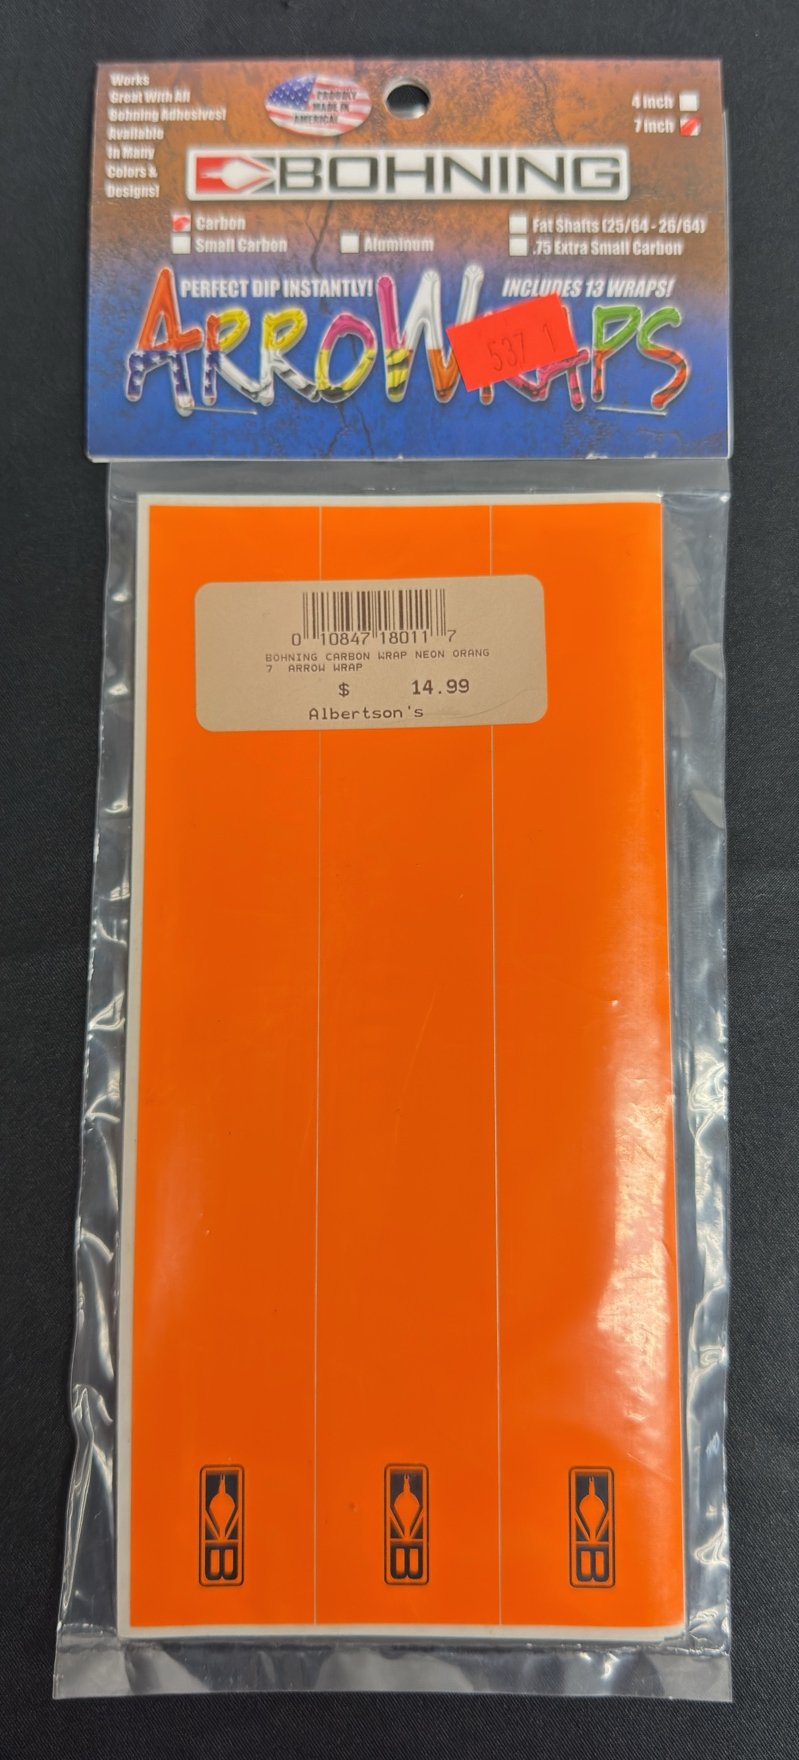 Works
Great With All
Bohning Adhesives!
Available
In Many
Colors &
Designs!
PROUDLY
MADE IN
AMERICA!
4 inch
7 inch
BOHNING
Carbon
Small Carbon
Aluminum
Fat Shafts (25/64 - 26/64)
.75 Extra Small Carbon
PERFECT DIP INSTANTLY!
INCLUDES 13 WRAPS!
ARROWRAPS
537 1
0 10847 18011 7
BOHNING CARBON WRAP NEON ORANG
7 ARROW WRAP
$ 14.99
Albertson's
B
B
B